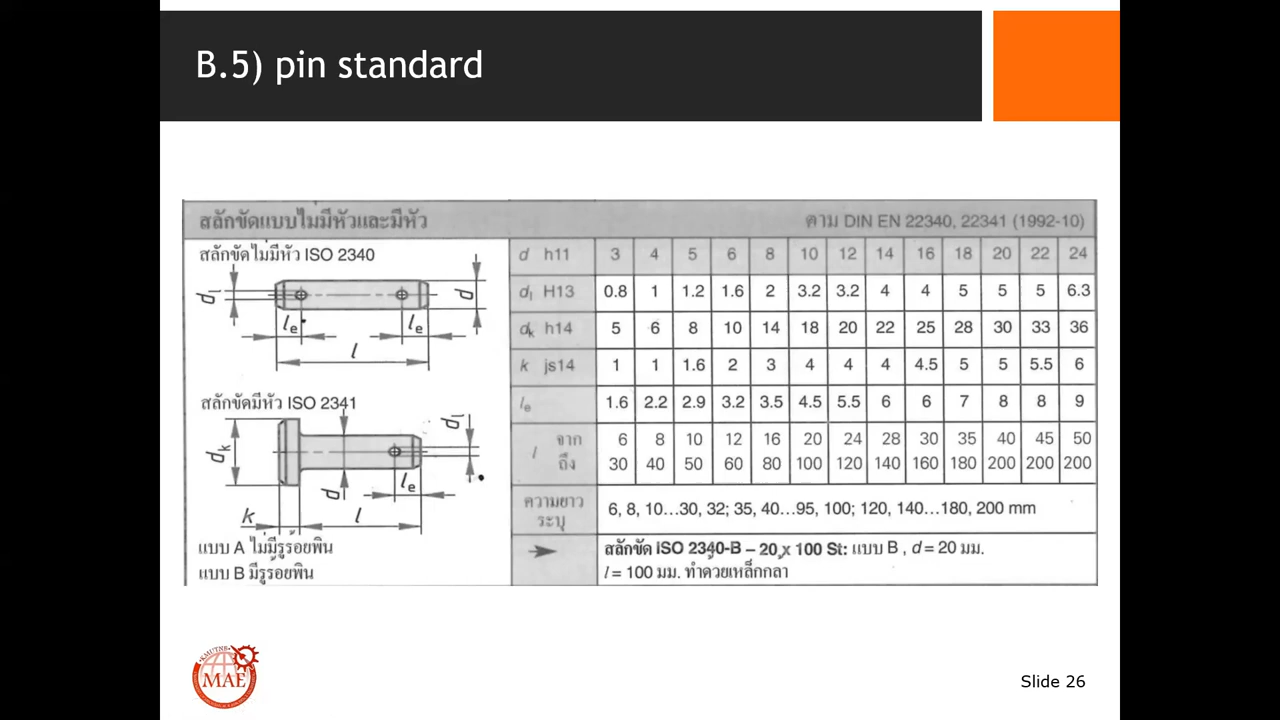 B.5) pin standard
สลักขัดแบบไม่มีหัวและมีหัว
ตาม DIN EN 22340, 22341 (1992-10)
สลักขัดไม่มีหัว ISO 2340
d₁
d
lₑ
lₑ
l
สลักขัดมีหัว ISO 2341
dₖ
d₁
d
lₑ
k
l
แบบ A ไม่มีรูร้อยพิน
แบบ B มีรูร้อยพิน
d h11 3 4 5 6 8 10 12 14 16 18 20 22 24
d₁ H13 0.8 1 1.2 1.6 2 3.2 3.2 4 4 5 5 5 6.3
dₖ h14 5 6 8 10 14 18 20 22 25 28 30 33 36
k js14 1 1 1.6 2 3 4 4 4 4.5 5 5 5.5 6
lₑ 1.6 2.2 2.9 3.2 3.5 4.5 5.5 6 6 7 8 8 9
l จาก 6 8 10 12 16 20 24 28 30 35 40 45 50
ถึง 30 40 50 60 80 100 120 140 160 180 200 200 200
ความยาว
ระบุ
6, 8, 10...30, 32; 35, 40...95, 100; 120, 140...180, 200 mm
สลักขัด ISO 2340-B – 20 x 100 St: แบบ B , d = 20 มม.
l = 100 มม. ทำด้วยเหล็กกลา
KMUTNB
MAE
Slide 26